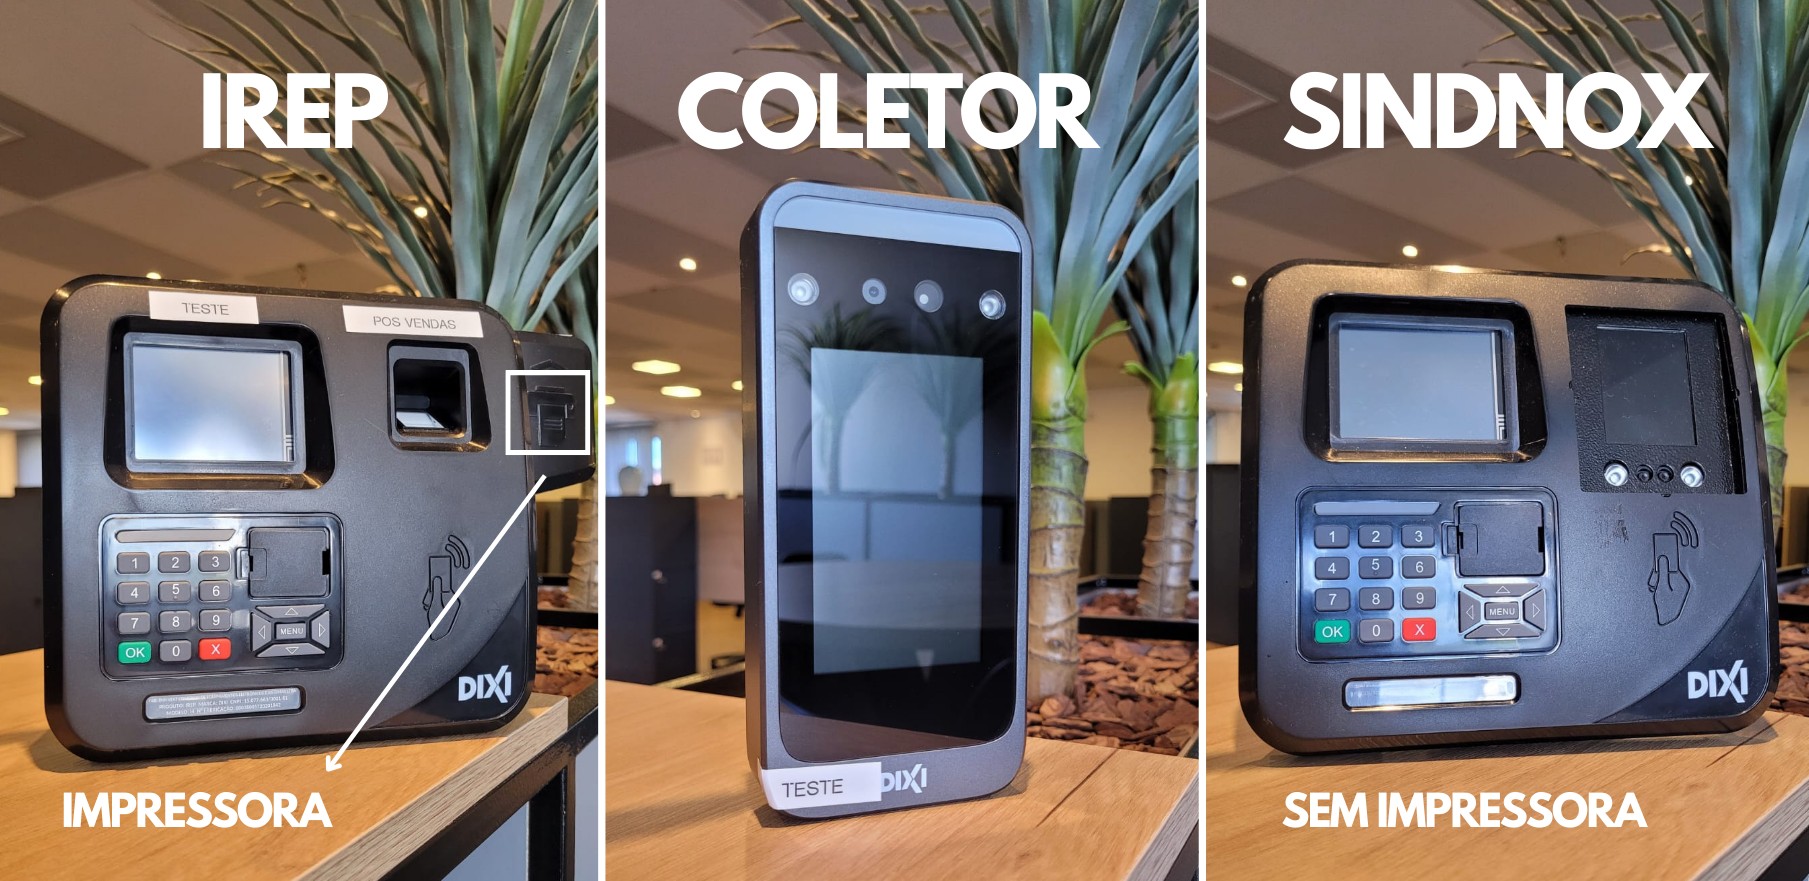 IREP
TESTE
POS VENDAS
1 2 3
4 5 6
7 8 9
OK 0 X
MENU
DIXI
IMPRESSORA
COLETOR
TESTE
DIXI
SINDNOX
1 2 3
4 5 6
7 8 9
OK 0 X
MENU
DIXI
SEM IMPRESSORA